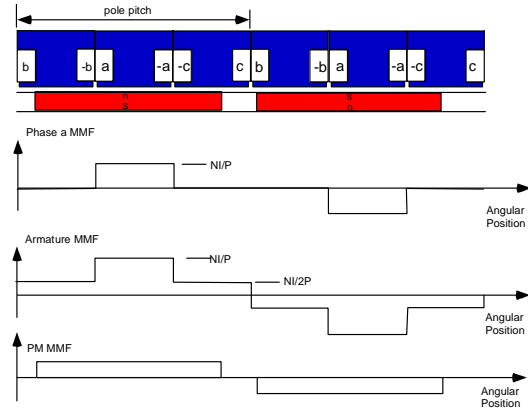 pole pitch
b -b a -a -c c b -b a -a -c c
n s
s n
Phase a MMF
NI/P
Angular
Position
Armature MMF
NI/P
NI/2P
Angular
Position
PM MMF
Angular
Position